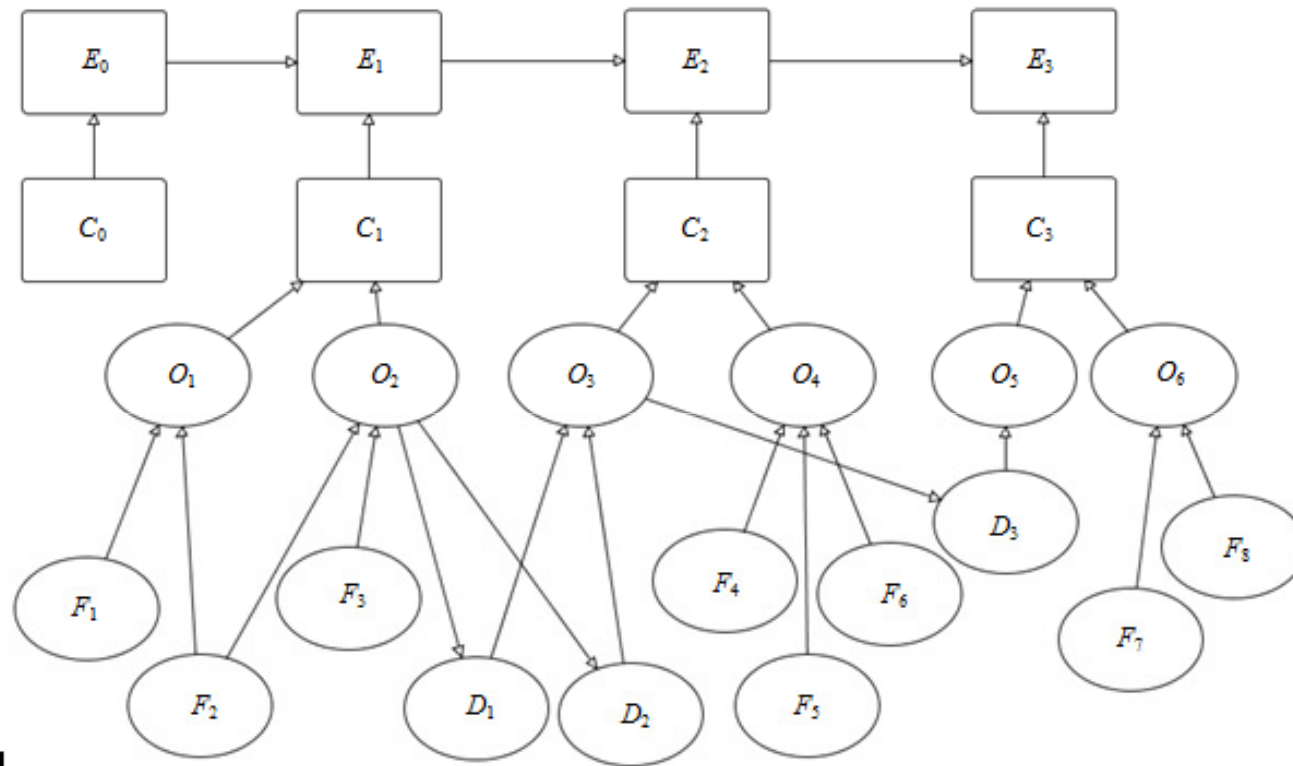 E₀ E₁ E₂ E₃
C₀ C₁ C₂ C₃
O₁ O₂ O₃ O₄ O₅ O₆
D₃
F₈
F₁ F₃ F₄ F₆
F₇
F₂ D₁ D₂ F₅